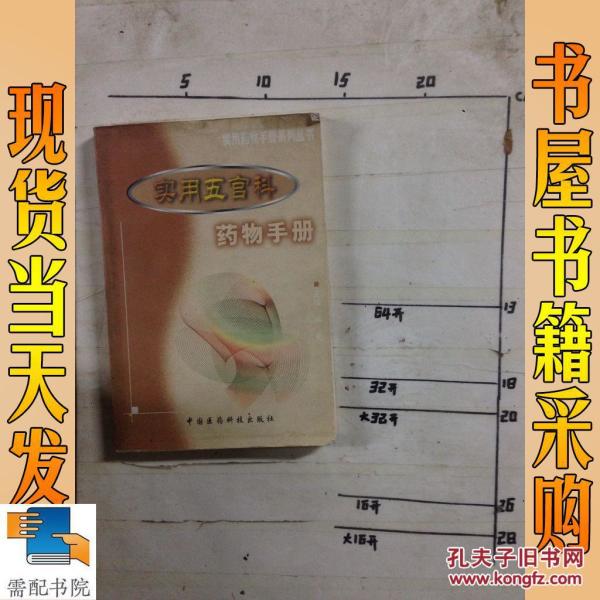 现货当天发
5 10 15 20
实用药物手册系列丛书
实用五官科
药物手册
中国医药科技出版社
64开 13
32开 18
大32开 20
16开 26
大16开 28
书屋书籍采购
需配书院
孔夫子旧书网
www.kongfz.com